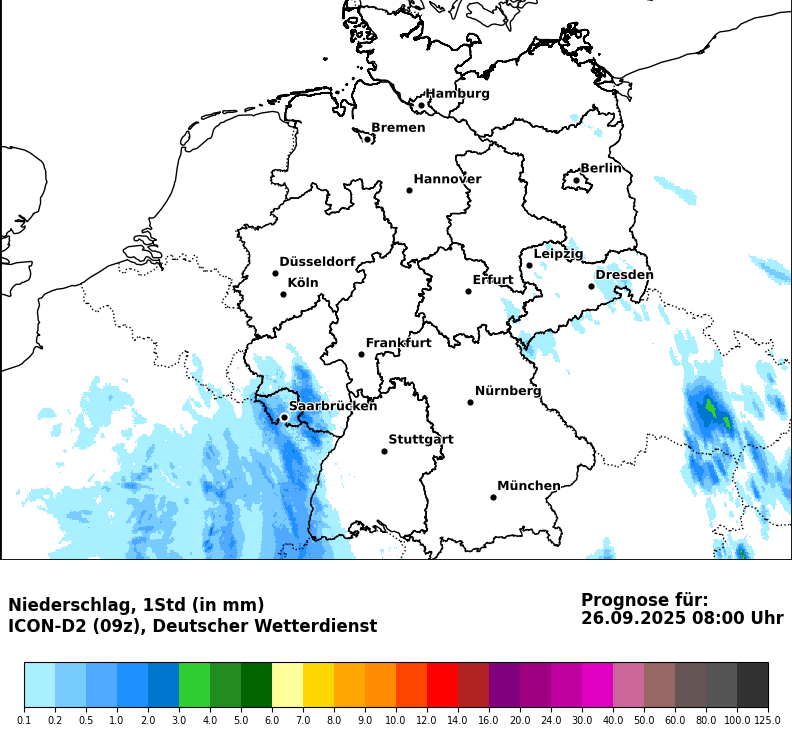 Hamburg
Bremen
Berlin
Hannover
Leipzig
Düsseldorf
Dresden
Köln
Erfurt
Frankfurt
Nürnberg
Saarbrücken
Stuttgart
München
Niederschlag, 1Std (in mm)
ICON-D2 (09z), Deutscher Wetterdienst
Prognose für:
26.09.2025 08:00 Uhr
0.1 0.2 0.5 1.0 2.0 3.0 4.0 5.0 6.0 7.0 8.0 9.0 10.0 12.0 14.0 16.0 20.0 24.0 30.0 40.0 50.0 60.0 80.0 100.0 125.0